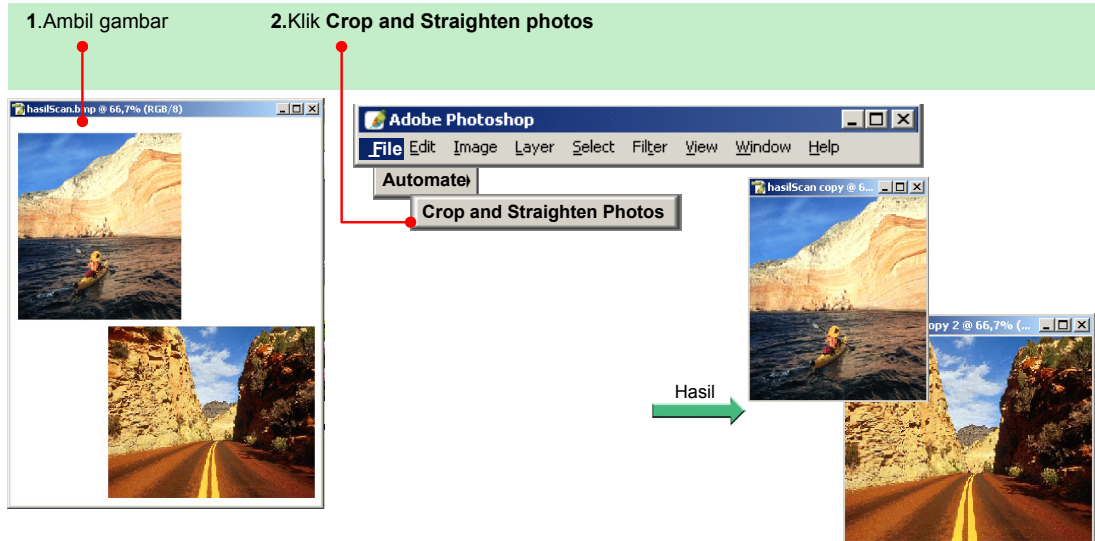 1.Ambil gambar
2.Klik Crop and Straighten photos
hasilScan.bmp @ 66,7% (RGB/8)
Adobe Photoshop
File Edit Image Layer Select Filter View Window Help
Automate
Crop and Straighten Photos
hasilScan copy @ 6...
Hasil
opy 2 @ 66,7% (...